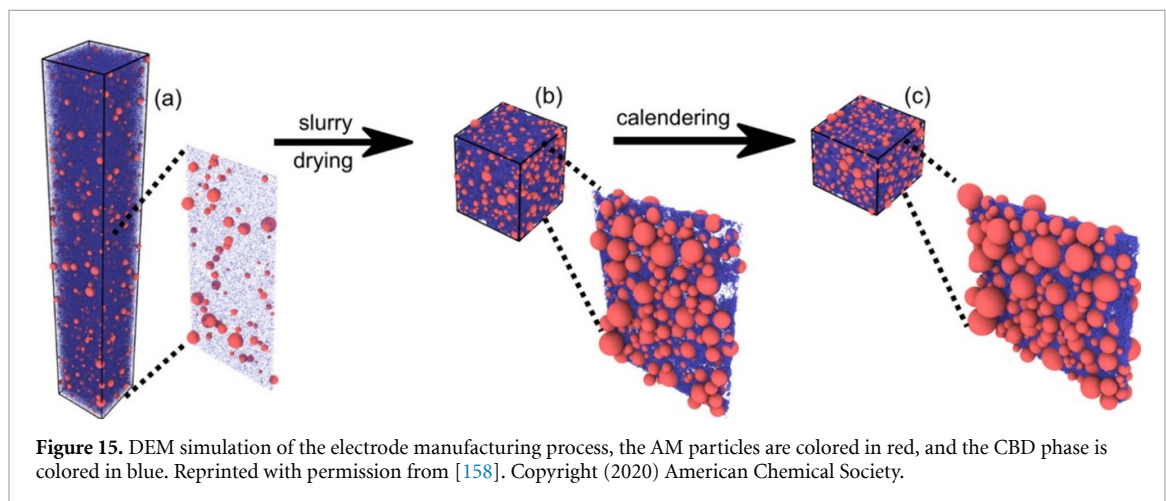 (a)
slurry
drying
(b)
calendering
(c)
Figure 15. DEM simulation of the electrode manufacturing process, the AM particles are colored in red, and the CBD phase is
colored in blue. Reprinted with permission from [158]. Copyright (2020) American Chemical Society.